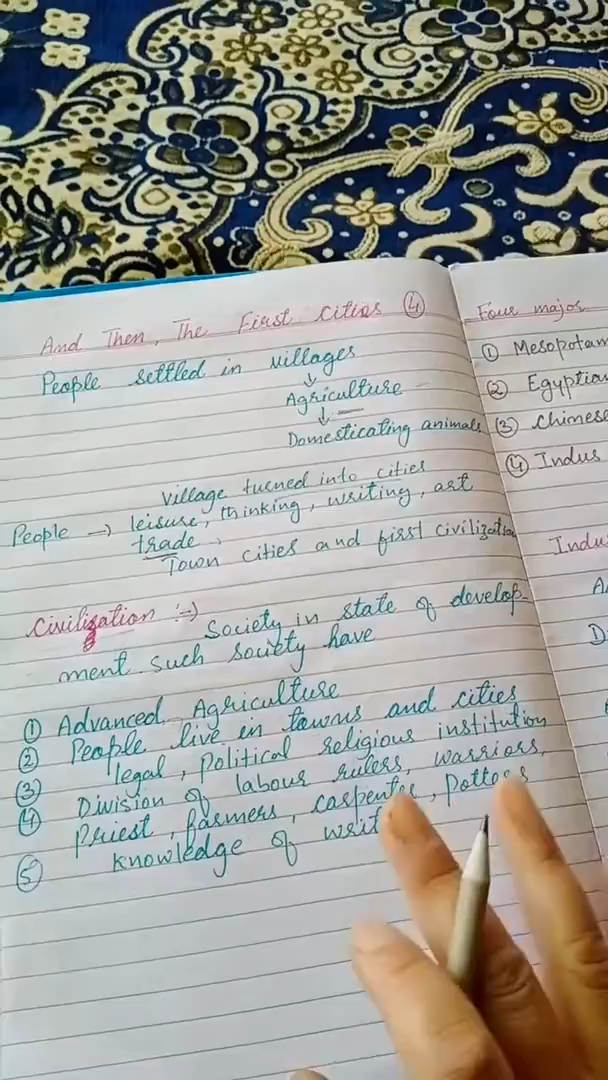 And Then, The First Cities ④
People settled in villages
↓
Agriculture
↓
Domesticating animals
Village turned into cities
People → leisure, thinking, writing, art
trade
Town cities and first civilization
Civilization :→
Society in state of develop-
ment. such society have
① Advanced Agriculture
② People live in towns and cities
③ legal, Political religious institution
④ Division of labour rulers, warriors,
Priest, farmers, carpenter, Potters
⑤ knowledge of writ
Four major
① Mesopotam
② Egyptian
③ Chinese
④ Indus
Indu